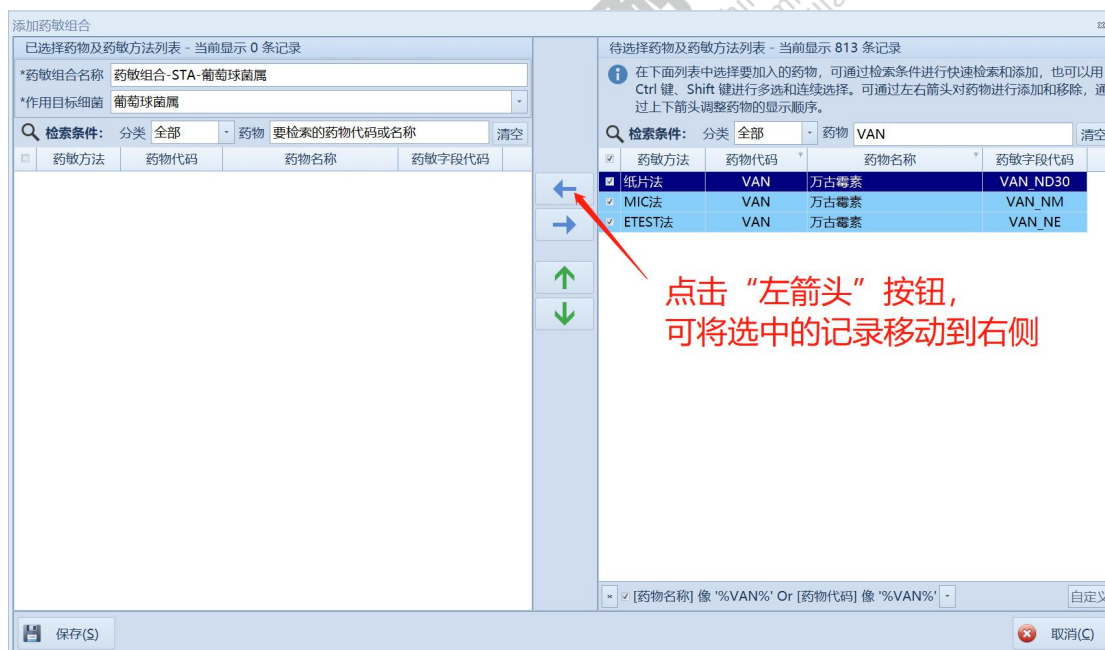 添加药敏组合
已选择药物及药敏方法列表 - 当前显示 0 条记录
*药敏组合名称 药敏组合-STA-葡萄球菌属
*作用目标细菌 葡萄球菌属
检索条件: 分类 全部 药物 要检索的药物代码或名称 清空
药敏方法 药物代码 药物名称 药敏字段代码
待选择药物及药敏方法列表 - 当前显示 813 条记录
在下面列表中选择要加入的药物，可通过检索条件进行快速检索和添加，也可以用
Ctrl 键、Shift 键进行多选和连续选择。可通过左右箭头对药物进行添加和移除，通
过上下箭头调整药物的显示顺序。
检索条件: 分类 全部 药物 VAN 清空
药敏方法 药物代码 药物名称 药敏字段代码
纸片法 VAN 万古霉素 VAN_ND30
MIC法 VAN 万古霉素 VAN_NM
ETEST法 VAN 万古霉素 VAN_NE
点击“左箭头”按钮，
可将选中的记录移动到右侧
[药物名称] 像 '%VAN%' Or [药物代码] 像 '%VAN%' 自定义
保存(S) 取消(C)